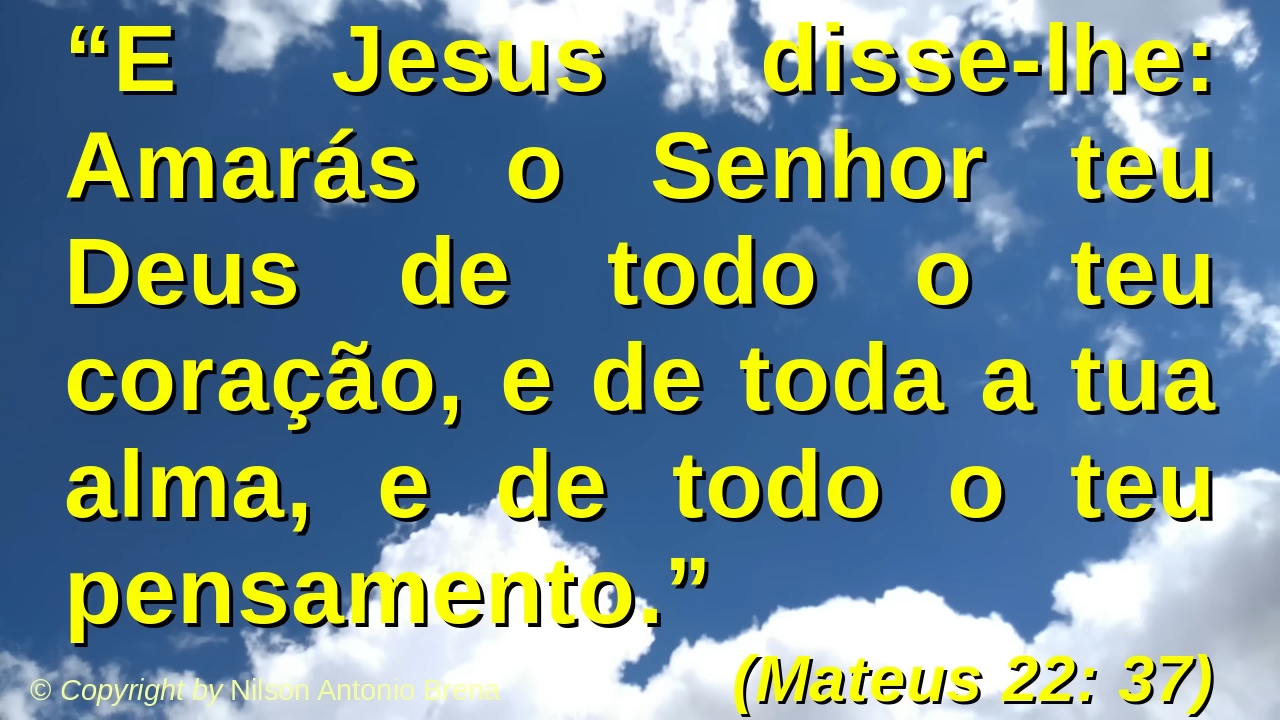 “E Jesus disse-lhe:
Amarás o Senhor teu
Deus de todo o teu
coração, e de toda a tua
alma, e de todo o teu
pensamento.”
(Mateus 22: 37)
© Copyright by Nilson Antonio Brena